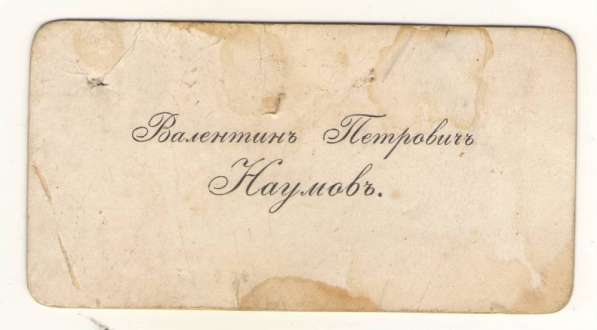 Валентинъ Петровичъ
Наумовъ.